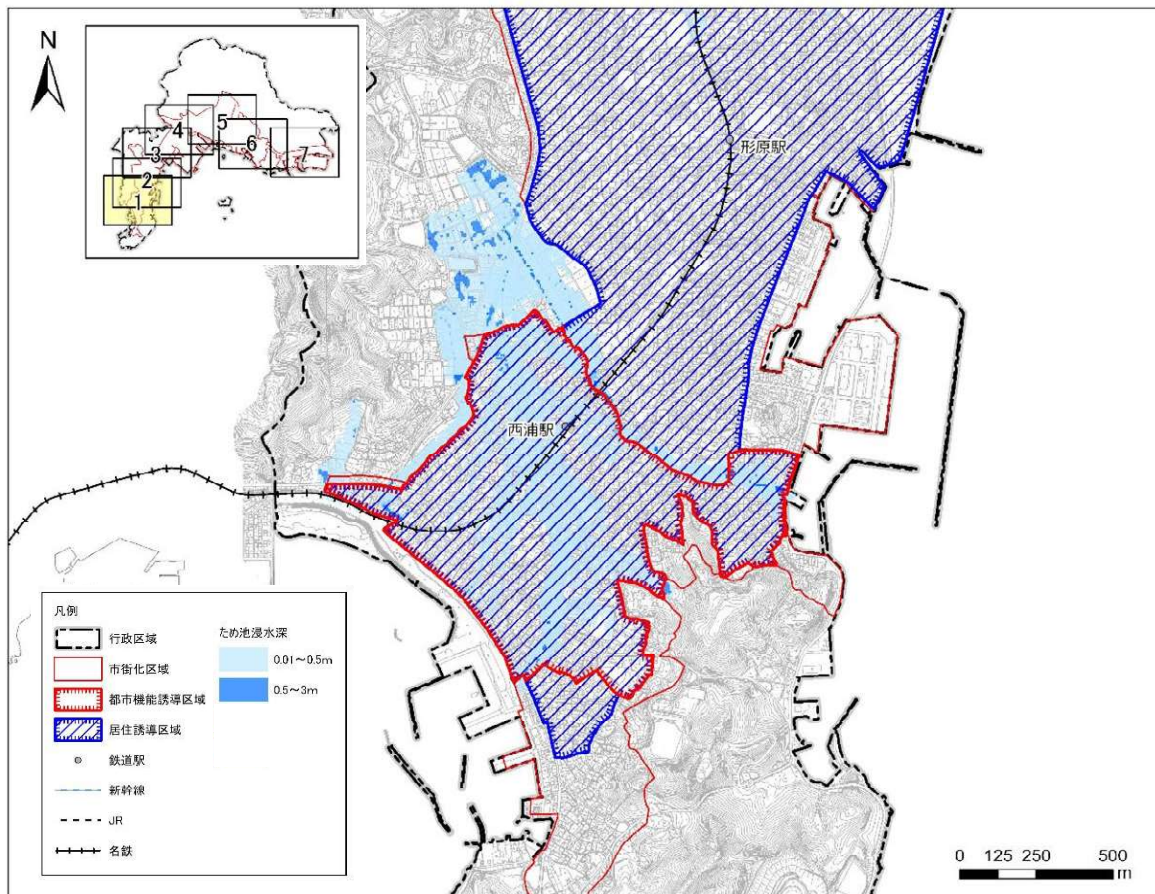 N
5
4
6
7
3
2
1
形原駅
西浦駅
凡例
行政区域
市街化区域
都市機能誘導区域
居住誘導区域
鉄道駅
新幹線
JR
名鉄
ため池浸水深
0.01～0.5m
0.5～3m
0 125 250 500
m